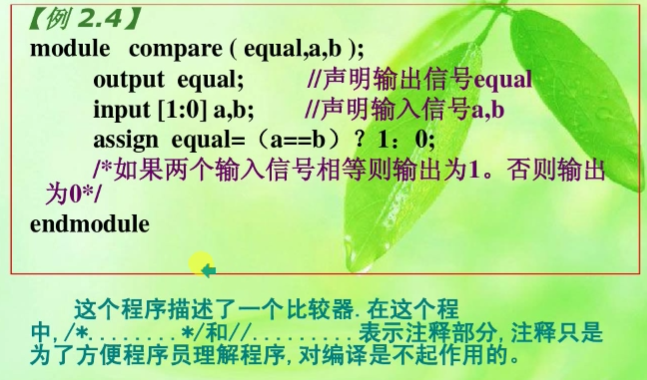 【例 2.4】
module compare ( equal,a,b );
output equal; //声明输出信号equal
input [1:0] a,b; //声明输入信号a,b
assign equal=（a==b）？1：0;
/*如果两个输入信号相等则输出为1。否则输出
为0*/
endmodule
这个程序描述了一个比较器.在这个程
中,/*........*/和//.........表示注释部分,注释只是
为了方便程序员理解程序,对编译是不起作用的。